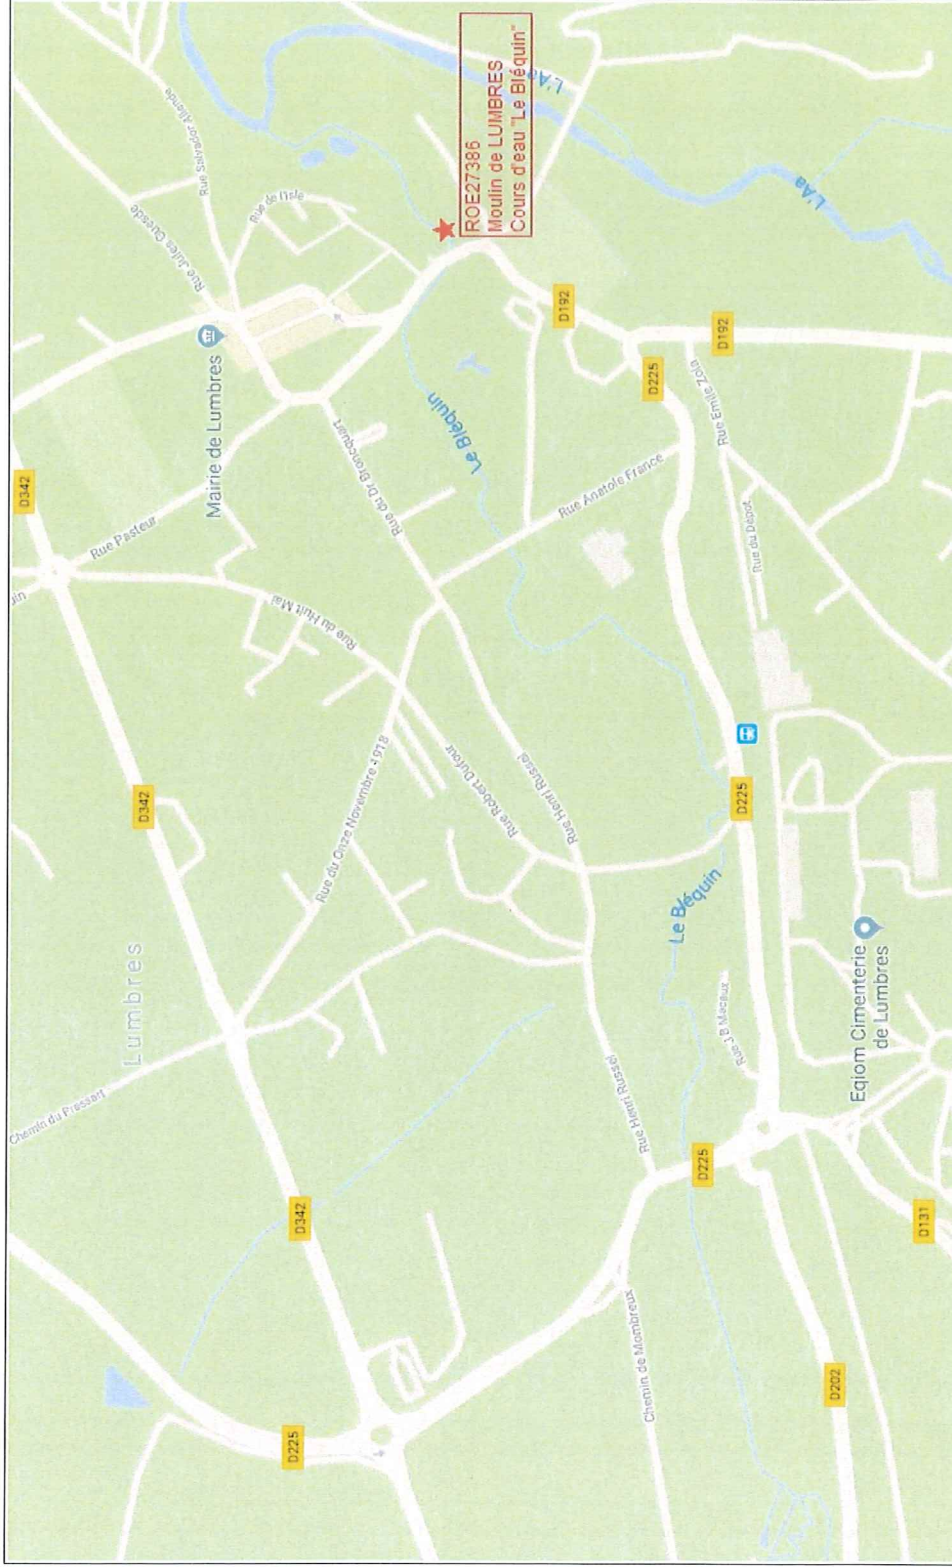 ROE27386
Moulin de LUMBRES
Cours d'eau "Le Bléquin"
Lumbres
Mairie de Lumbres
Eqiom Cimenterie
de Lumbres
Chemin du Pressart
Rue du Onze Novembre 1918
Rue du Huit Mai
Rue Pasteur
Rue Jules Guesde
Rue Salvador Allende
Rue de l'Isle
Rue du Dr Broncquart
Rue Robert Dufour
Rue Henri Russel
Rue Henri Russel
Rue Anatole France
Rue Emile Zola
Rue du Dépôt
Rue J B Macaux
Chemin de Mombreux
Le Bléquin
Le Bléquin
L'Aa
L'Aa
D342
D342
D342
D225
D225
D225
D225
D192
D192
D202
D131